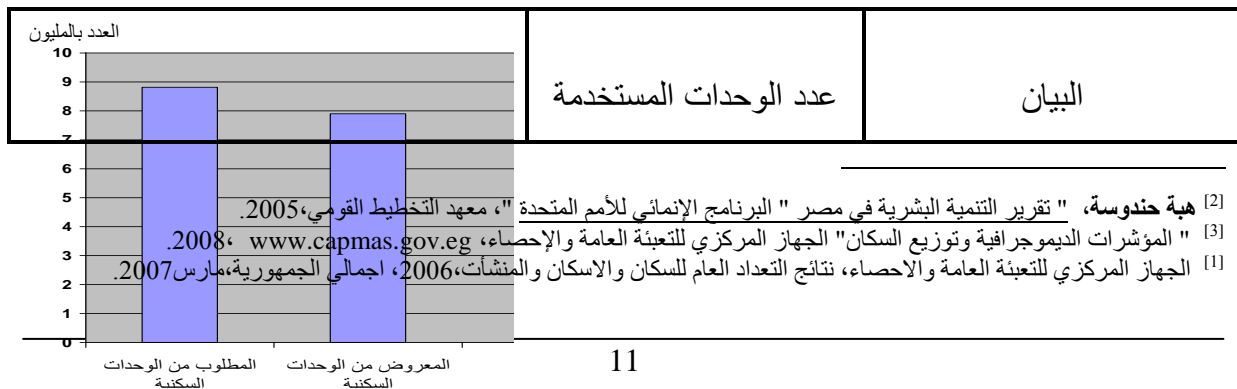 العدد بالمليون
10
9
8
7
6
5
4
3
2
1
0
المطلوب من الوحدات السكنية
المعروض من الوحدات السكنية
البيان
عدد الوحدات المستخدمة
[2] هبة حندوسة، " تقرير التنمية البشرية في مصر " البرنامج الإنمائي للأمم المتحدة "، معهد التخطيط القومي،2005.
[3] " المؤشرات الديموجرافية وتوزيع السكان" الجهاز المركزي للتعبئة العامة والإحصاء، www.capmas.gov.eg ،2008.
[1] الجهاز المركزي للتعبئة العامة والاحصاء، نتائج التعداد العام للسكان والاسكان والمنشأت،2006، اجمالي الجمهورية،مارس2007.
11